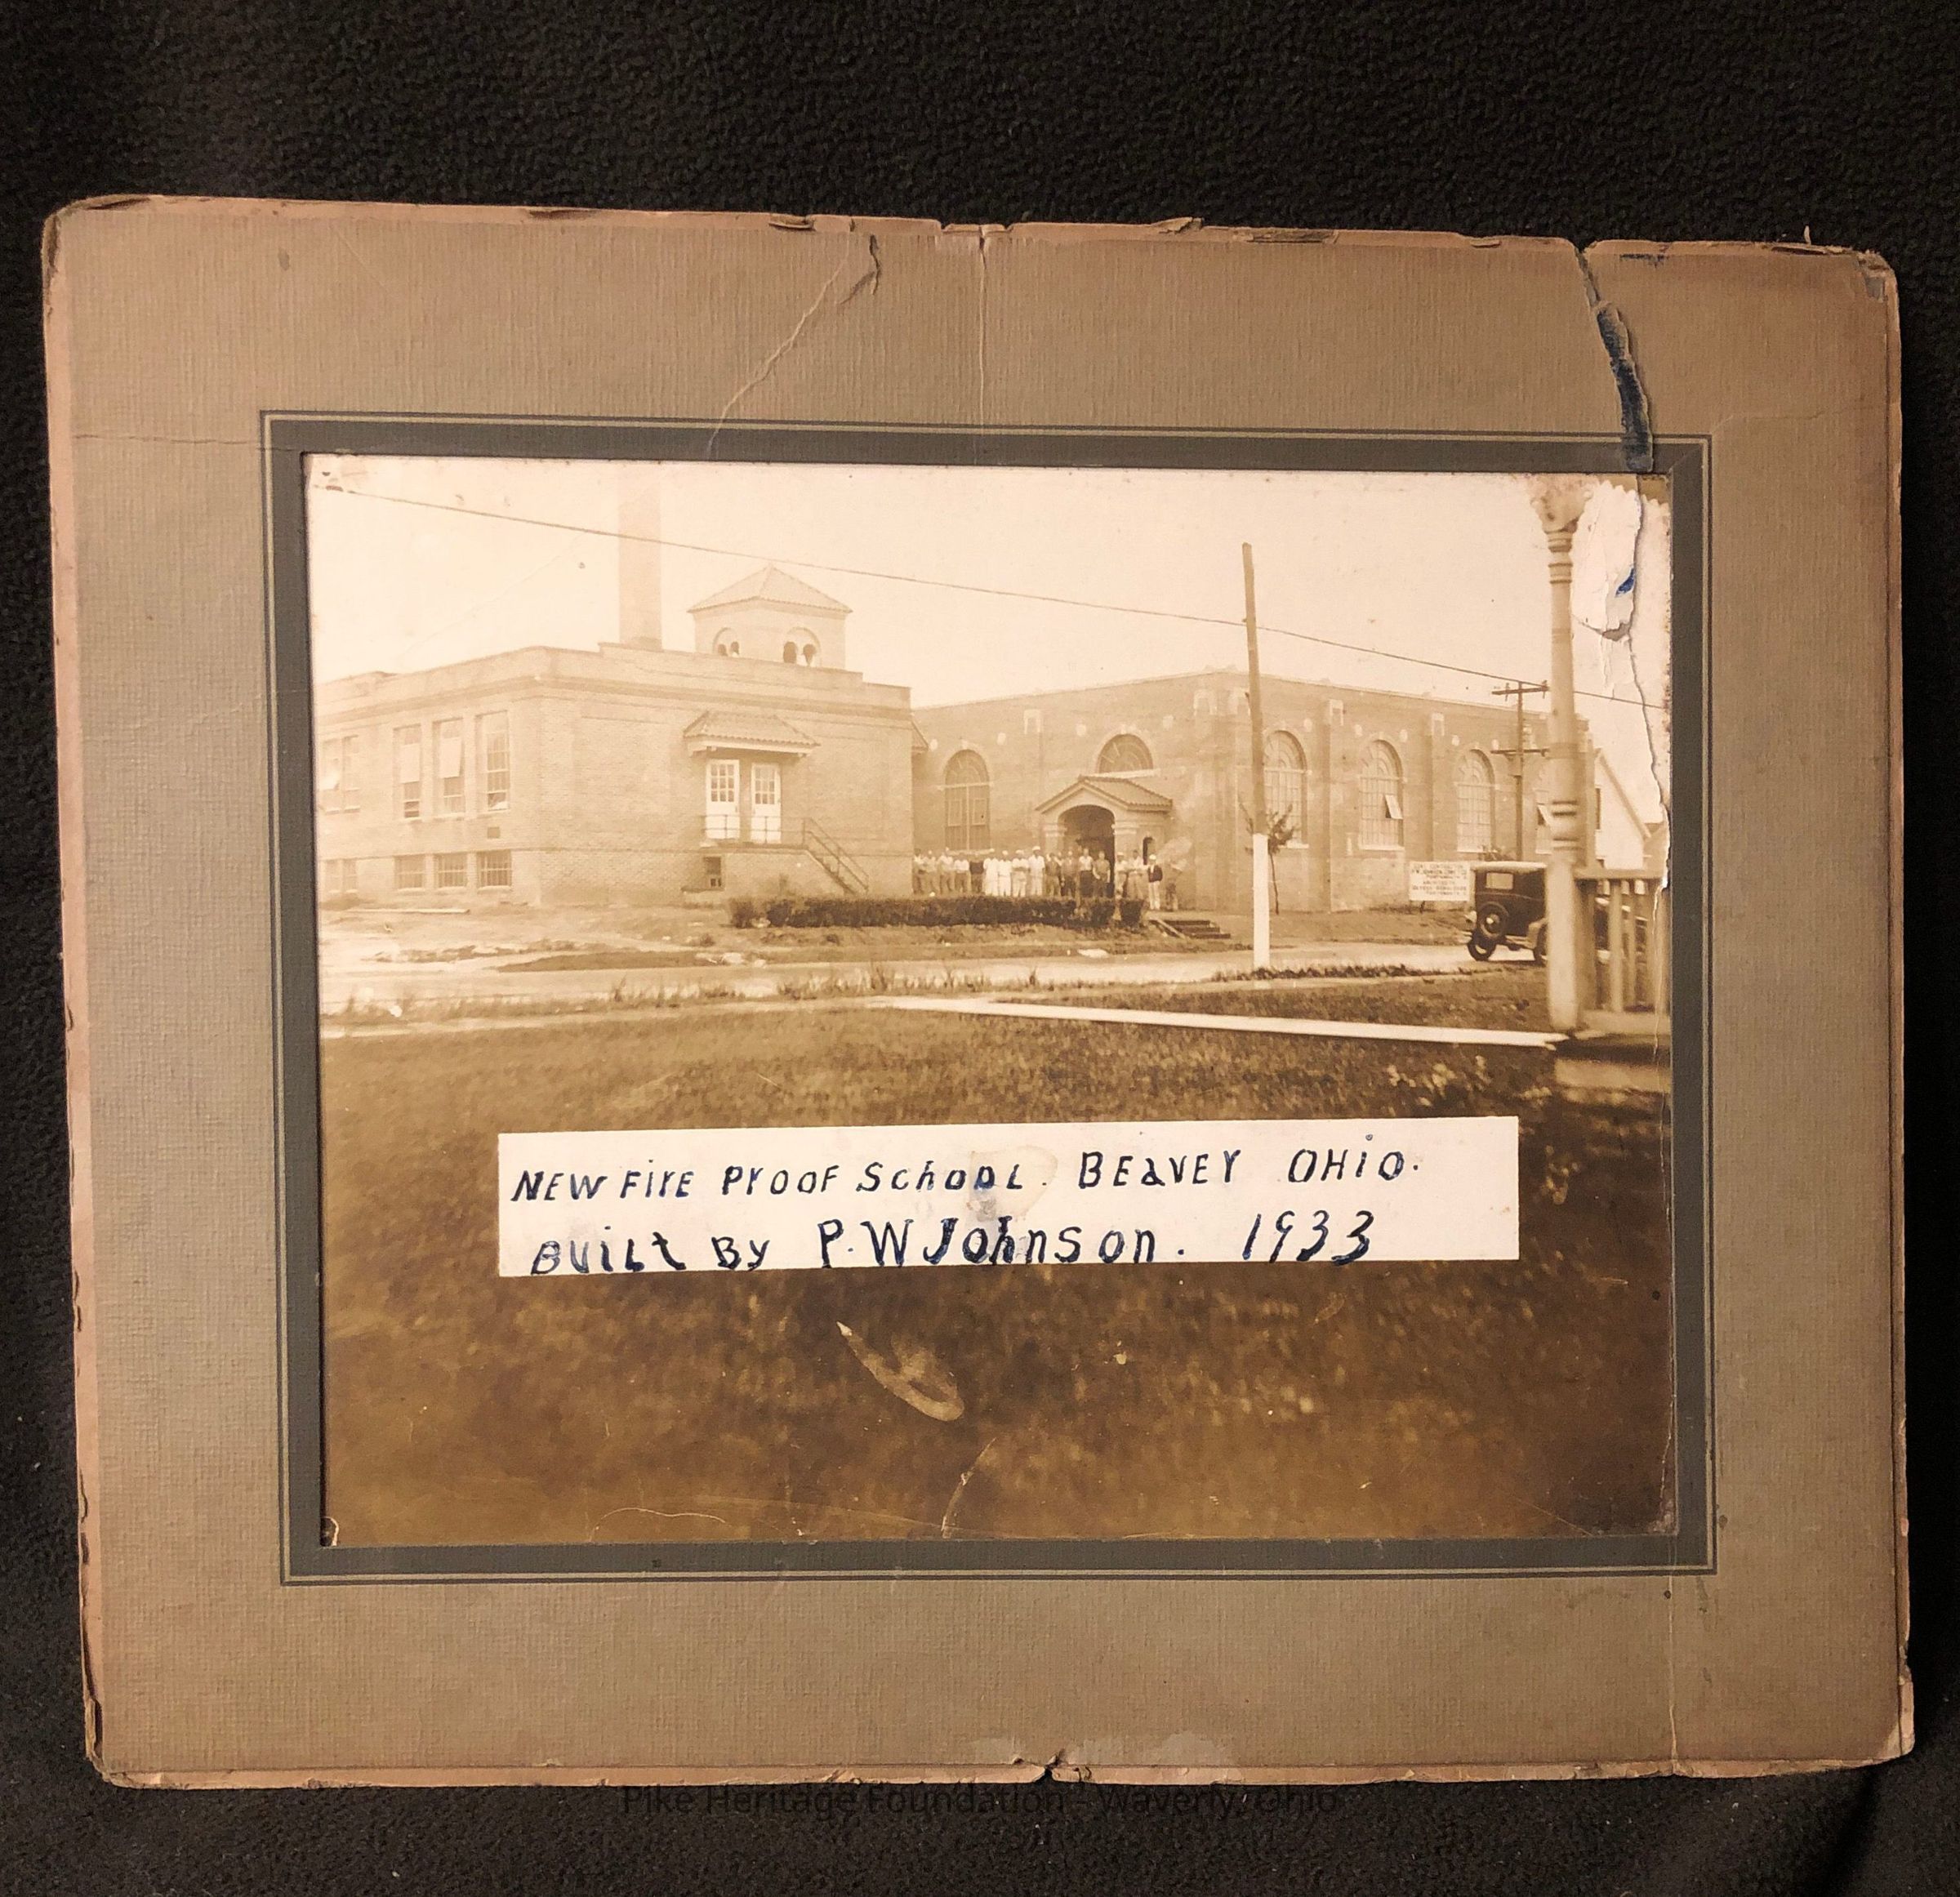 NEW FirE PrOOF SchOOL. BEaVEr OHiO.
BUiLt By P. W JOhnSOn. 1933
Pike Heritage Foundation - Waverly, Ohio